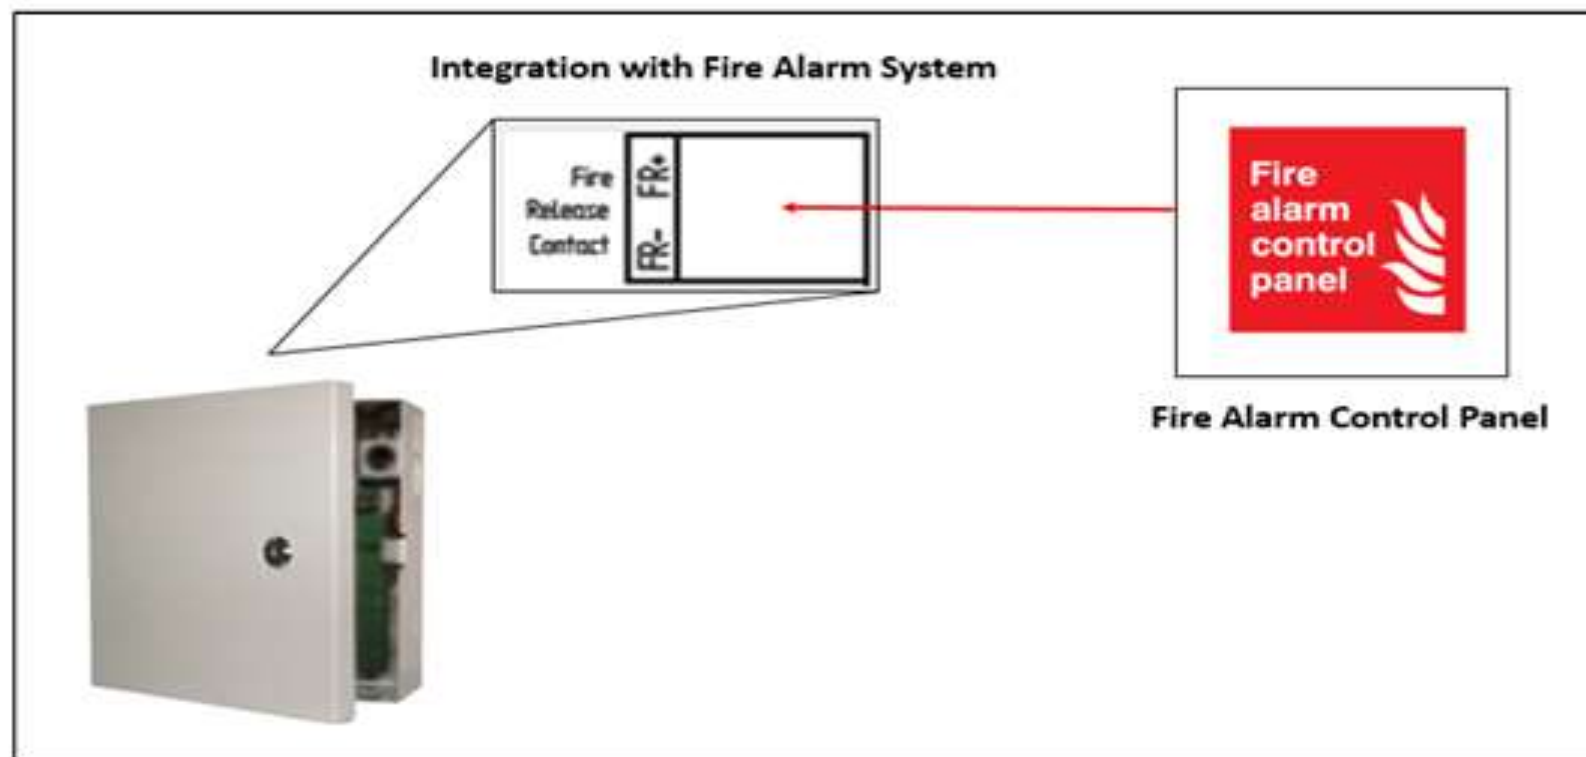 Integration with Fire Alarm System
Fire
Release
Contact
FR+
FR-
Fire
alarm
control
panel
Fire Alarm Control Panel